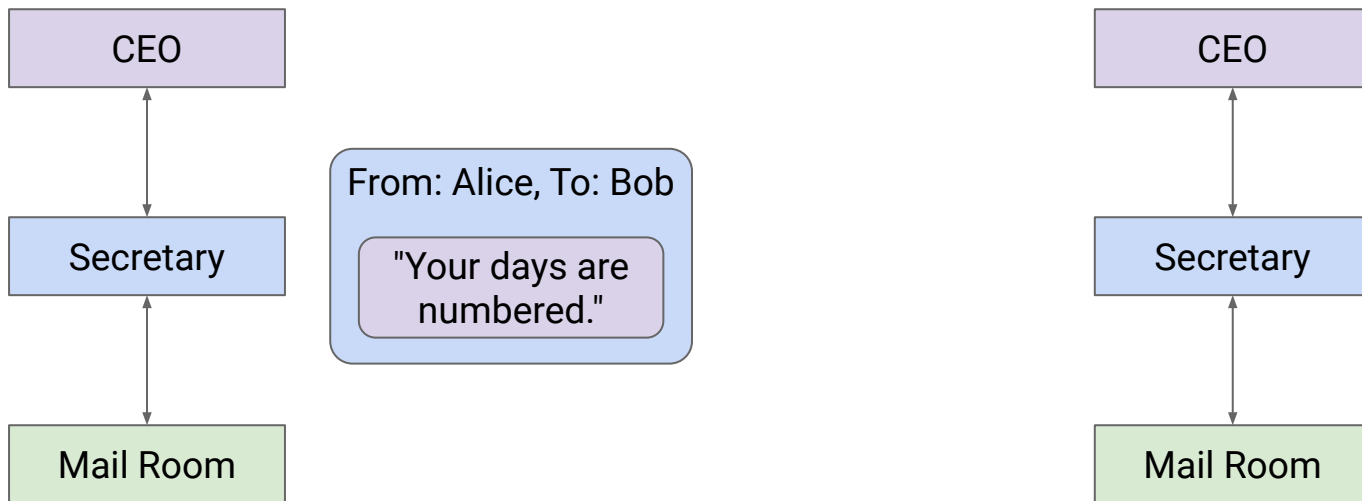 CEO
CEO
From: Alice, To: Bob
Secretary
"Your days are
numbered."
Secretary
Mail Room
Mail Room